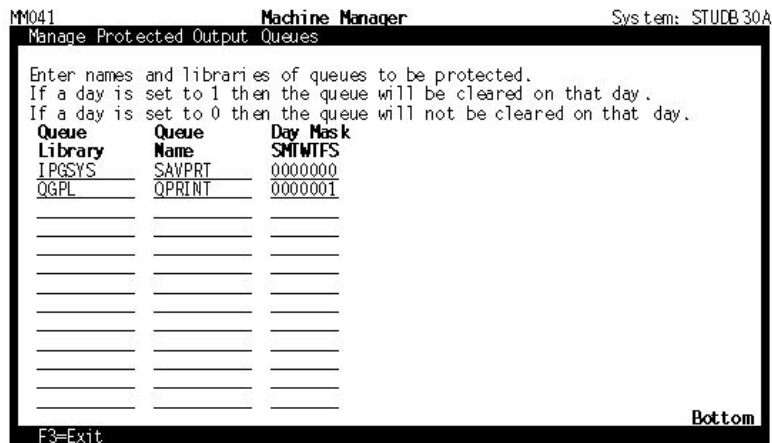 MM041 Machine Manager System: STUDB30A
Manage Protected Output Queues
Enter names and libraries of queues to be protected.
If a day is set to 1 then the queue will be cleared on that day.
If a day is set to 0 then the queue will not be cleared on that day.
Queue Queue Day Mask
Library Name SMTWTFS
IPGSYS SAVPRT 0000000
QGPL QPRINT 0000001
Bottom
F3=Exit